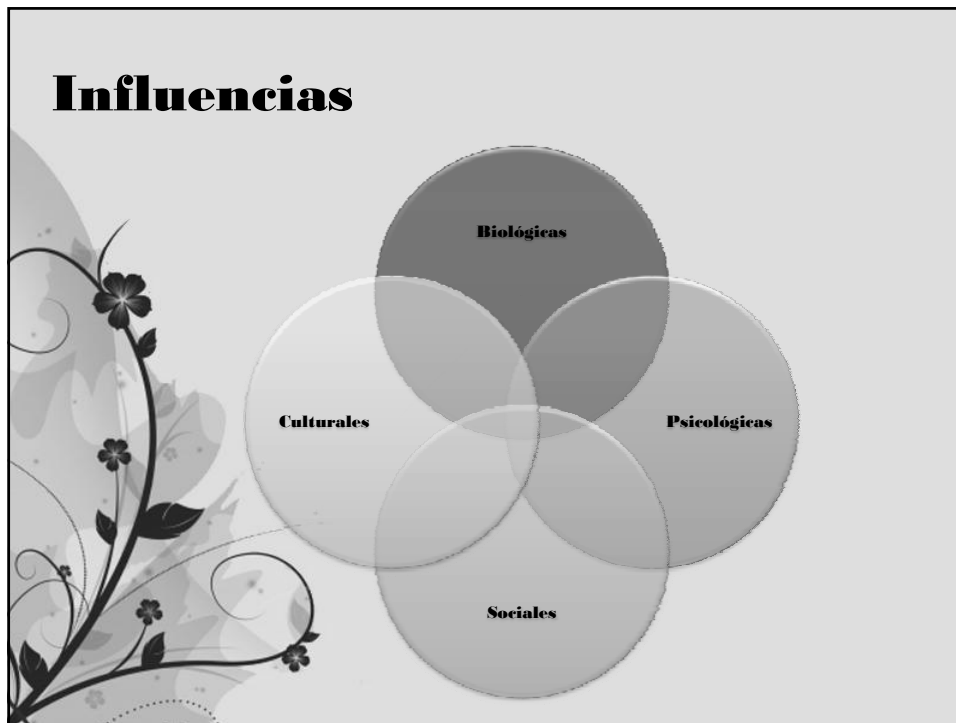 Influencias
Biológicas
Culturales
Psicológicas
Sociales